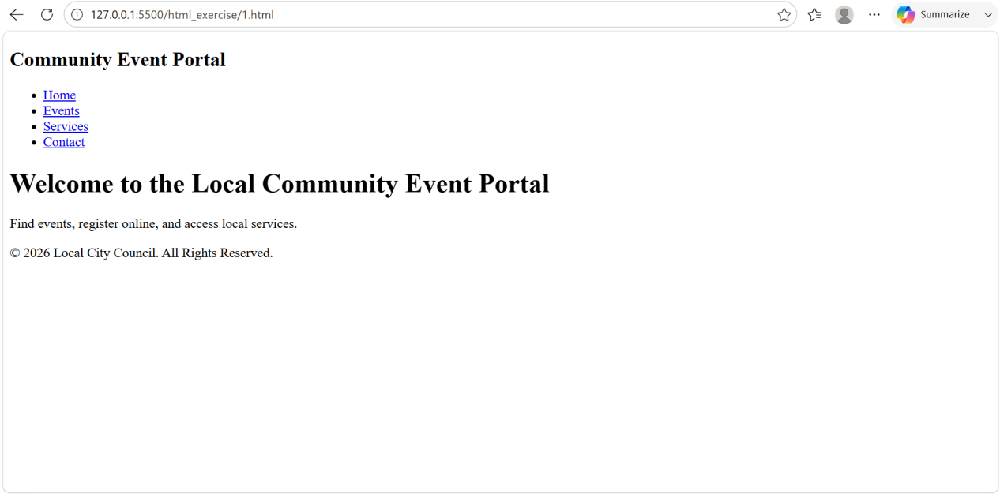 127.0.0.1:5500/html_exercise/1.html
Summarize
Community Event Portal
Home
Events
Services
Contact
Welcome to the Local Community Event Portal
Find events, register online, and access local services.
© 2026 Local City Council. All Rights Reserved.